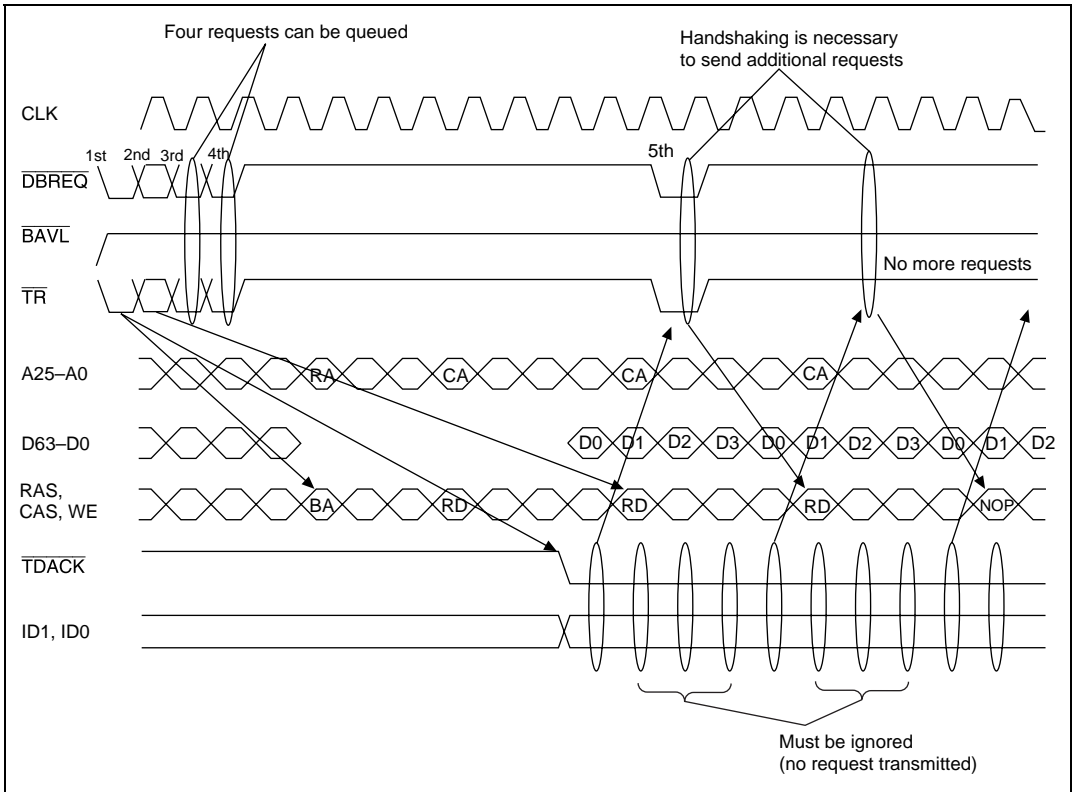 Four requests can be queued
Handshaking is necessary
to send additional requests
CLK
1st 2nd 3rd 4th 5th
DBREQ
BAVL
No more requests
TR
A25–A0 RA CA CA CA
D63–D0 D0 D1 D2 D3 D0 D1 D2 D3 D0 D1 D2
RAS,
CAS, WE BA RD RD RD NOP
TDACK
ID1, ID0
Must be ignored
(no request transmitted)